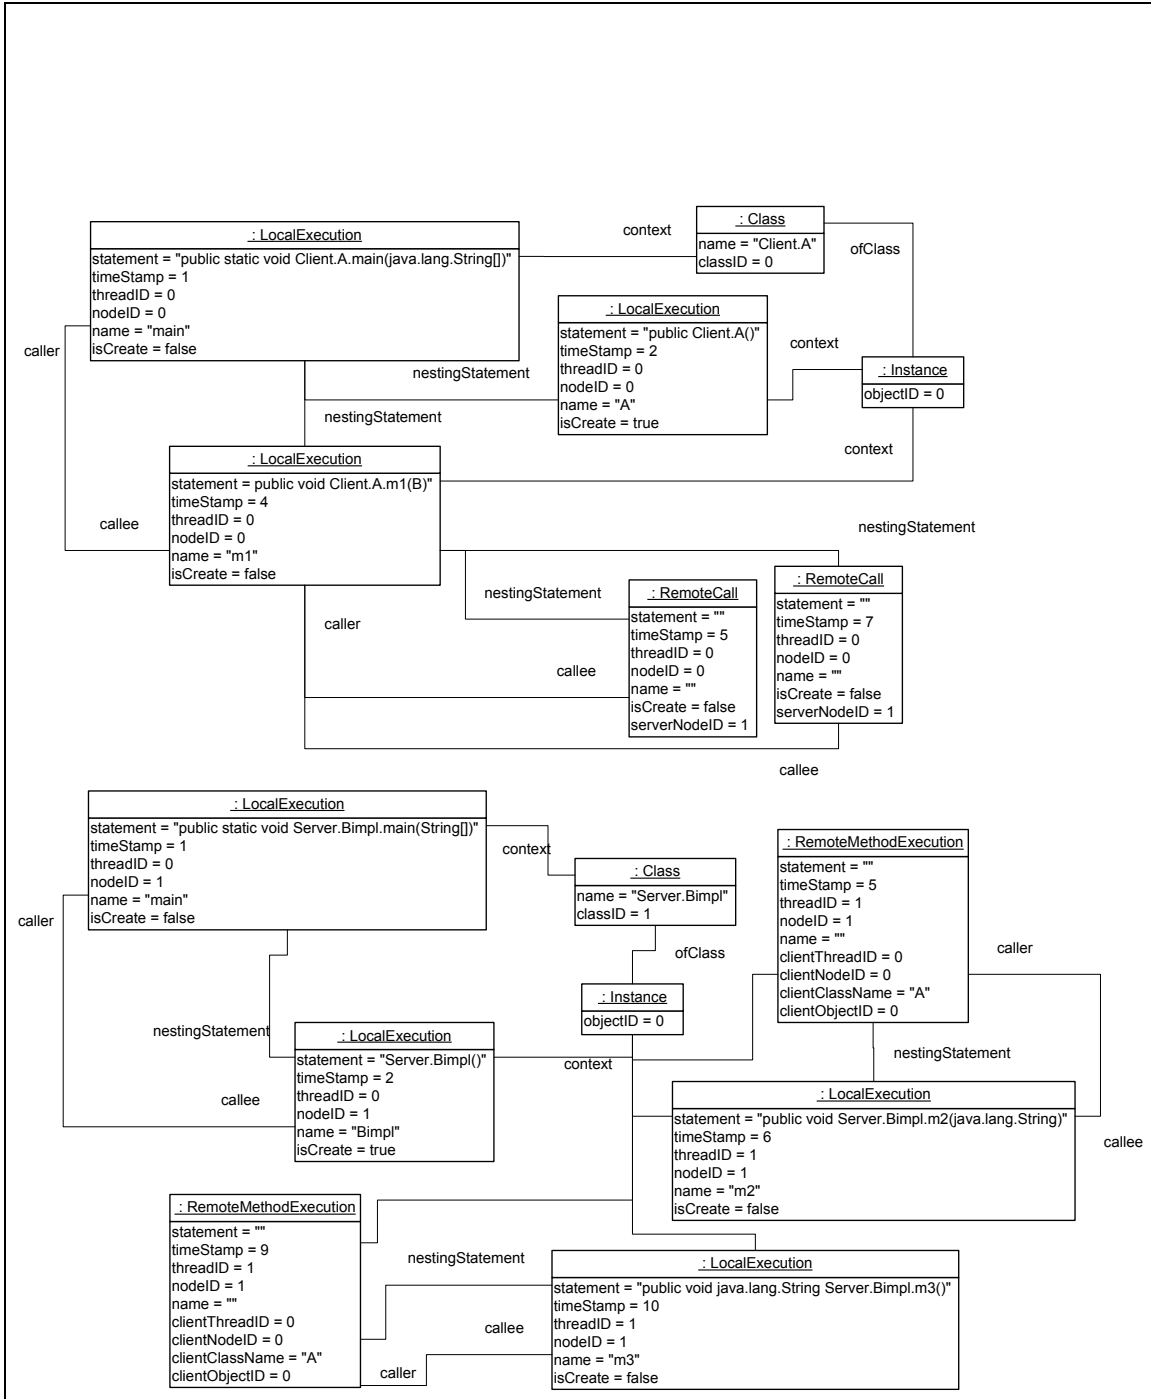 : LocalExecution
statement = "public static void Client.A.main(java.lang.String[])"
timeStamp = 1
threadID = 0
nodeID = 0
name = "main"
isCreate = false
context
: Class
name = "Client.A"
classID = 0
ofClass
: LocalExecution
statement = "public Client.A()"
timeStamp = 2
threadID = 0
nodeID = 0
name = "A"
isCreate = true
context
: Instance
objectID = 0
caller
nestingStatement
nestingStatement
context
: LocalExecution
statement = public void Client.A.m1(B)"
timeStamp = 4
threadID = 0
nodeID = 0
name = "m1"
isCreate = false
callee
nestingStatement
nestingStatement
caller
callee
: RemoteCall
statement = ""
timeStamp = 5
threadID = 0
nodeID = 0
name = ""
isCreate = false
serverNodeID = 1
: RemoteCall
statement = ""
timeStamp = 7
threadID = 0
nodeID = 0
name = ""
isCreate = false
serverNodeID = 1
callee
: LocalExecution
statement = "public static void Server.Bimpl.main(String[])"
timeStamp = 1
threadID = 0
nodeID = 1
name = "main"
isCreate = false
context
: Class
name = "Server.Bimpl"
classID = 1
: RemoteMethodExecution
statement = ""
timeStamp = 5
threadID = 1
nodeID = 1
name = ""
clientThreadID = 0
clientNodeID = 0
clientClassName = "A"
clientObjectID = 0
caller
caller
ofClass
: Instance
objectID = 0
nestingStatement
: LocalExecution
statement = "Server.Bimpl()"
timeStamp = 2
threadID = 0
nodeID = 1
name = "Bimpl"
isCreate = true
context
nestingStatement
callee
: LocalExecution
statement = "public void Server.Bimpl.m2(java.lang.String)"
timeStamp = 6
threadID = 1
nodeID = 1
name = "m2"
isCreate = false
callee
: RemoteMethodExecution
statement = ""
timeStamp = 9
threadID = 1
nodeID = 1
name = ""
clientThreadID = 0
clientNodeID = 0
clientClassName = "A"
clientObjectID = 0
nestingStatement
callee
caller
: LocalExecution
statement = "public void java.lang.String Server.Bimpl.m3()"
timeStamp = 10
threadID = 1
nodeID = 1
name = "m3"
isCreate = false